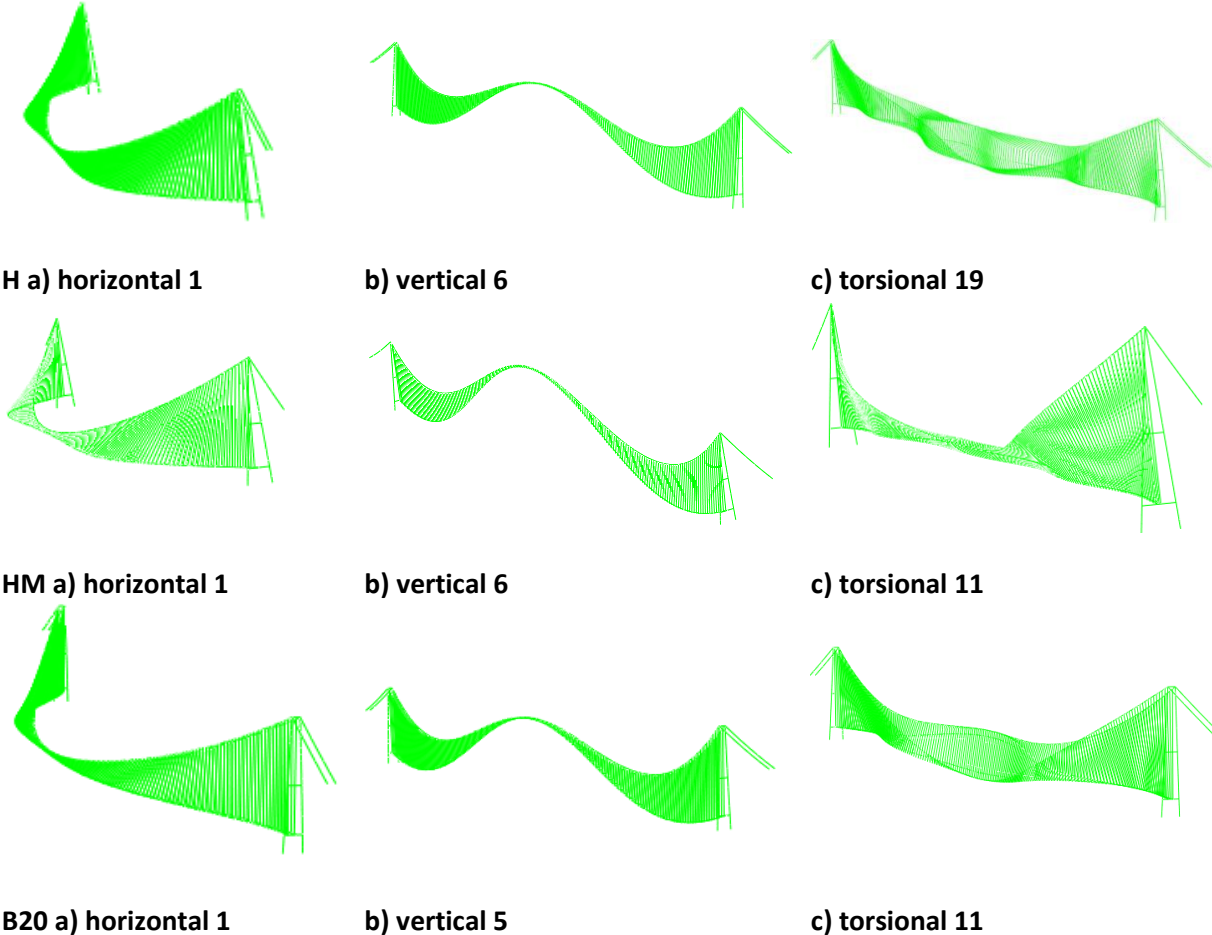 H a) horizontal 1 b) vertical 6 c) torsional 19
HM a) horizontal 1 b) vertical 6 c) torsional 11
B20 a) horizontal 1 b) vertical 5 c) torsional 11